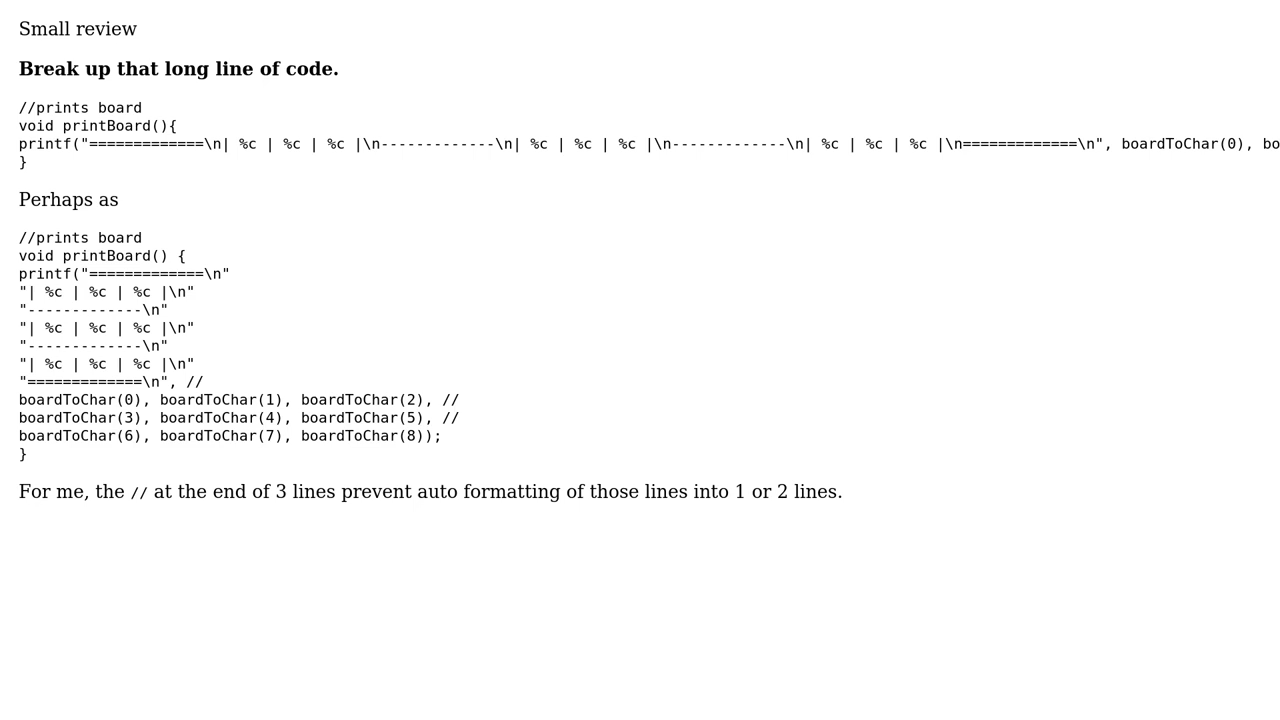 Small review
Break up that long line of code.
//prints board
void printBoard(){
printf("=============\n| %c | %c | %c |\n-------------\n| %c | %c | %c |\n-------------\n| %c | %c | %c |\n=============\n", boardToChar(0), bo
}
Perhaps as
//prints board
void printBoard() {
printf("=============\n"
"| %c | %c | %c |\n"
"-------------\n"
"| %c | %c | %c |\n"
"-------------\n"
"| %c | %c | %c |\n"
"=============\n", //
boardToChar(0), boardToChar(1), boardToChar(2), //
boardToChar(3), boardToChar(4), boardToChar(5), //
boardToChar(6), boardToChar(7), boardToChar(8));
}
For me, the // at the end of 3 lines prevent auto formatting of those lines into 1 or 2 lines.